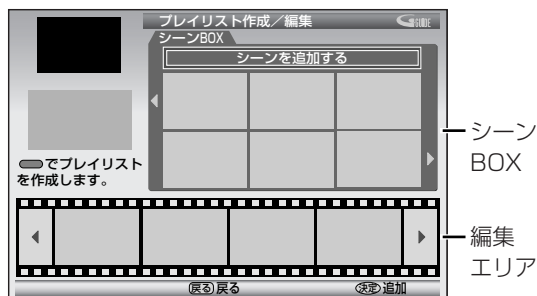 プレイリスト作成／編集
GGUIDE
シーンBOX
シーンを追加する
でプレイリスト
を作成します。
戻る 戻る
決定 追加
シーン
BOX
編集
エリア